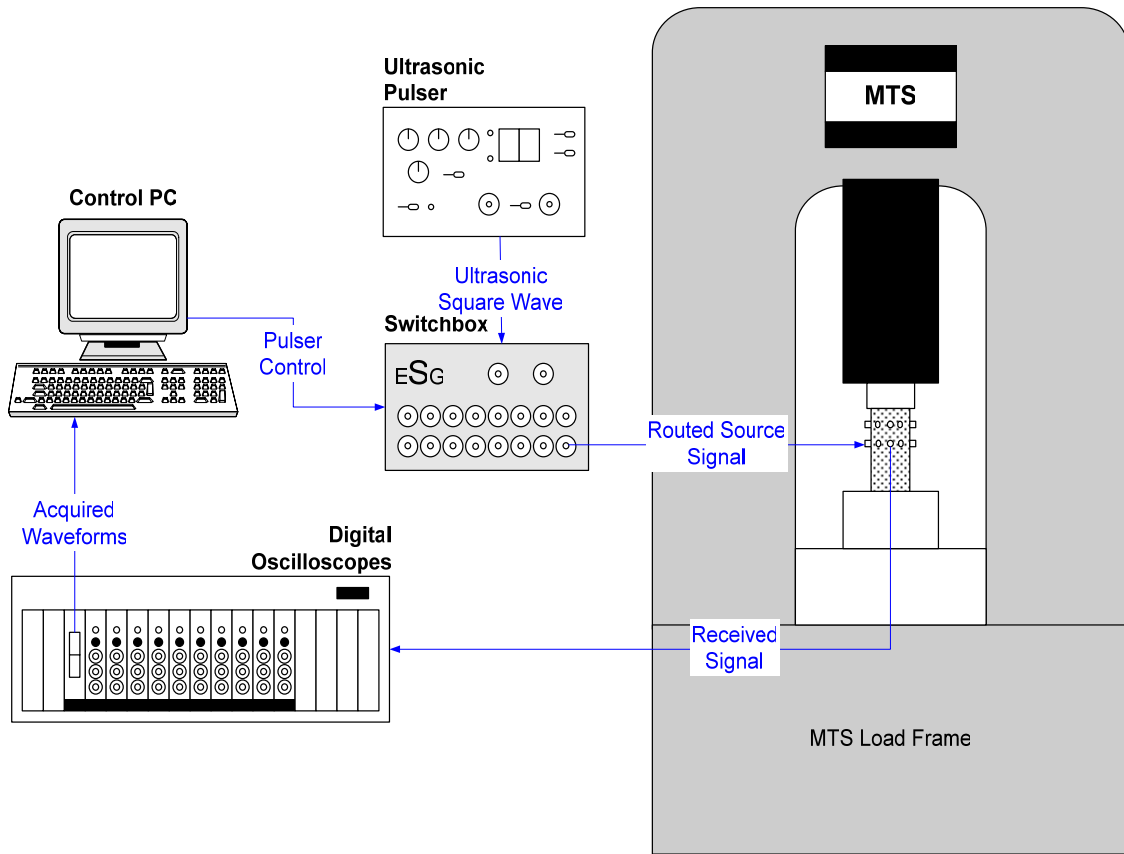 Ultrasonic
Pulser
MTS
Control PC
Ultrasonic
Square Wave
Switchbox
Pulser
Control
ESG
Routed Source
Signal
Acquired
Waveforms
Digital
Oscilloscopes
Received
Signal
MTS Load Frame